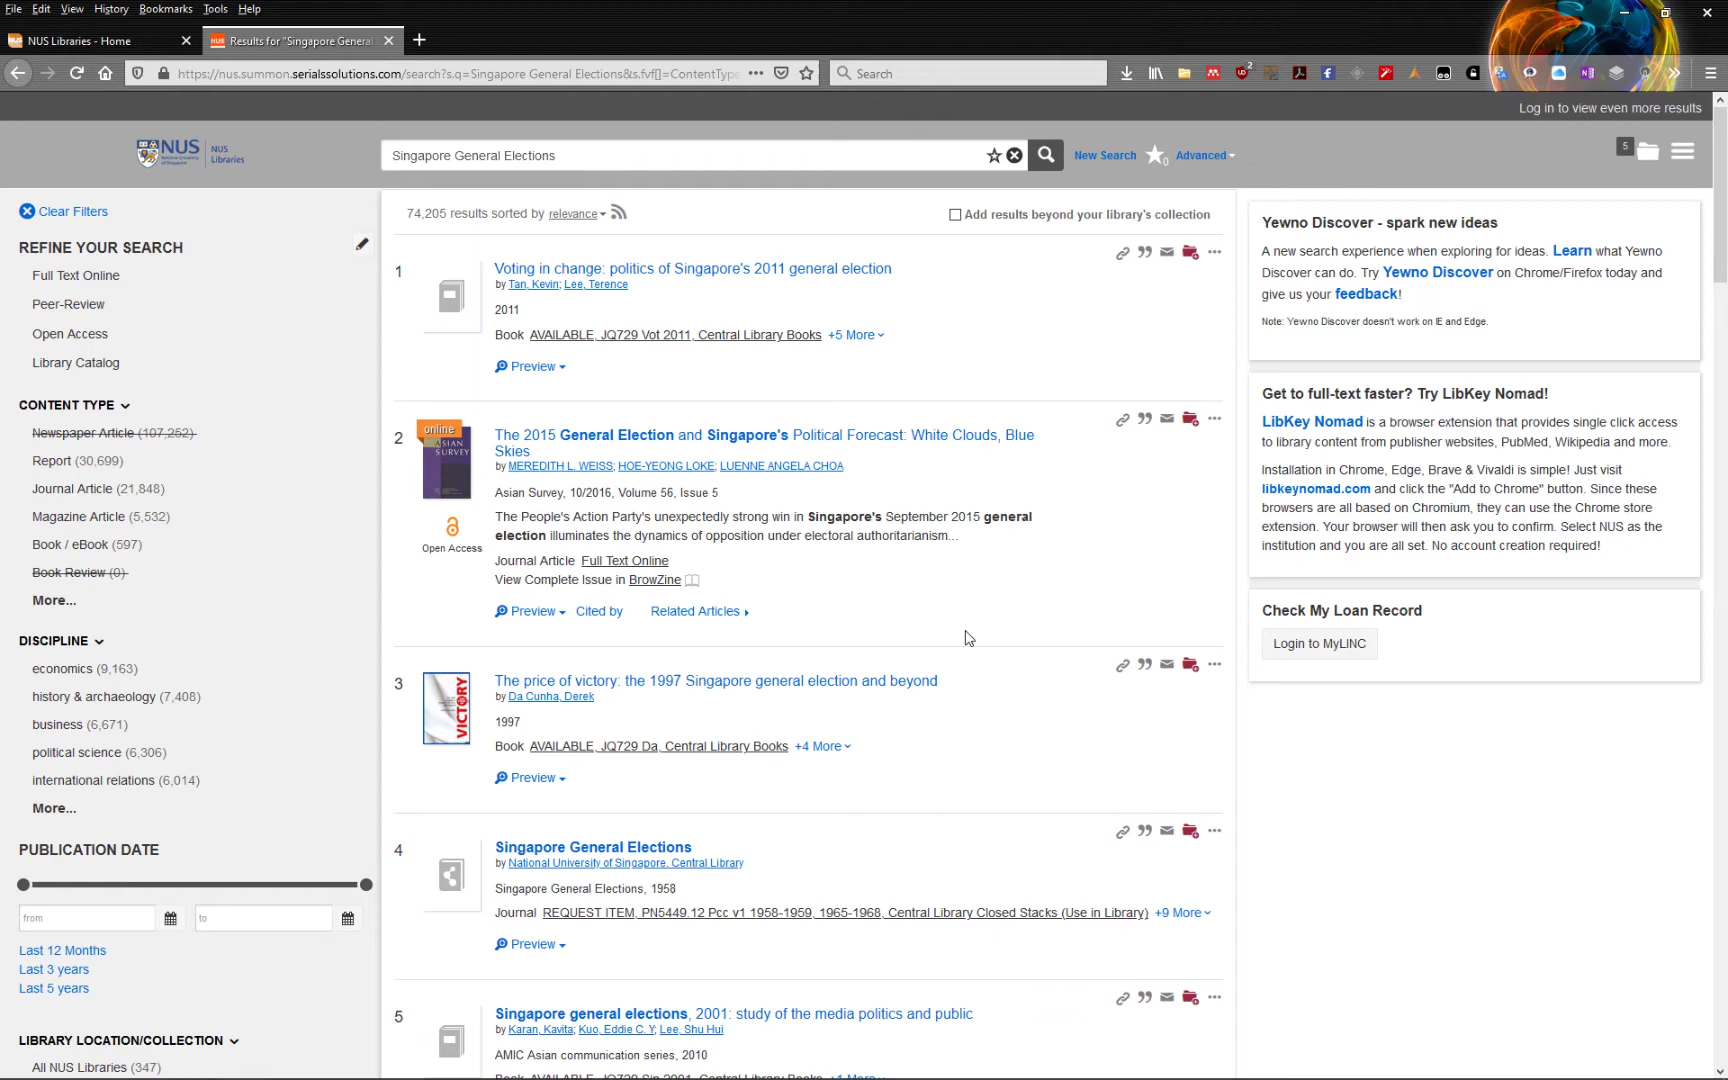 File Edit View History Bookmarks Tools Help
NUS Libraries - Home
Results for "Singapore General
https://nus.summon.serialssolutions.com/search?s.q=Singapore General Elections&s.fvf[]=ContentType
Search
2
Log in to view even more results
NUS
NUS Libraries
Singapore General Elections
New Search
0
Advanced
5
Clear Filters
REFINE YOUR SEARCH
Full Text Online
Peer-Review
Open Access
Library Catalog
CONTENT TYPE
Newspaper Article (107,252)
Report (30,699)
Journal Article (21,848)
Magazine Article (5,532)
Book / eBook (597)
Book Review (0)
More...
DISCIPLINE
economics (9,163)
history & archaeology (7,408)
business (6,671)
political science (6,306)
international relations (6,014)
More...
PUBLICATION DATE
from
to
Last 12 Months
Last 3 years
Last 5 years
LIBRARY LOCATION/COLLECTION
All NUS Libraries (347)
74,205 results sorted by relevance
Add results beyond your library's collection
1
Voting in change: politics of Singapore's 2011 general election
by Tan, Kevin; Lee, Terence
2011
Book AVAILABLE, JQ729 Vot 2011, Central Library Books +5 More
Preview
2
online
ASIAN
SURVEY
Open Access
The 2015 General Election and Singapore's Political Forecast: White Clouds, Blue
Skies
by MEREDITH L. WEISS; HOE-YEONG LOKE; LUENNE ANGELA CHOA
Asian Survey, 10/2016, Volume 56, Issue 5
The People's Action Party's unexpectedly strong win in Singapore's September 2015 general
election illuminates the dynamics of opposition under electoral authoritarianism...
Journal Article Full Text Online
View Complete Issue in BrowZine
Preview Cited by Related Articles
3
VICTORY
The price of victory: the 1997 Singapore general election and beyond
by Da Cunha, Derek
1997
Book AVAILABLE, JQ729 Da, Central Library Books +4 More
Preview
4
Singapore General Elections
by National University of Singapore. Central Library
Singapore General Elections, 1958
Journal REQUEST ITEM, PN5449.12 Pcc v1 1958-1959, 1965-1968, Central Library Closed Stacks (Use in Library) +9 More
Preview
5
Singapore general elections, 2001: study of the media politics and public
by Karan, Kavita; Kuo, Eddie C. Y; Lee, Shu Hui
AMIC Asian communication series, 2010
Book AVAILABLE, JQ729 Sin 2001, Central Library Books +1 More
Yewno Discover - spark new ideas
A new search experience when exploring for ideas. Learn what Yewno
Discover can do. Try Yewno Discover on Chrome/Firefox today and
give us your feedback!
Note: Yewno Discover doesn't work on IE and Edge.
Get to full-text faster? Try LibKey Nomad!
LibKey Nomad is a browser extension that provides single click access
to library content from publisher websites, PubMed, Wikipedia and more.
Installation in Chrome, Edge, Brave & Vivaldi is simple! Just visit
libkeynomad.com and click the "Add to Chrome" button. Since these
browsers are all based on Chromium, they can use the Chrome store
extension. Your browser will then ask you to confirm. Select NUS as the
institution and you are all set. No account creation required!
Check My Loan Record
Login to MyLINC